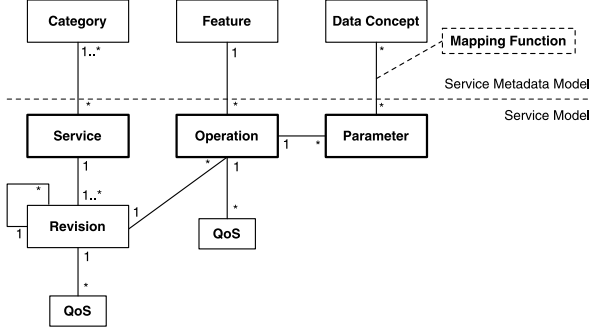 Category
Feature
Data Concept
1..*
1
*
Mapping Function
Service Metadata Model
*
*
*
Service Model
Service
Operation
Parameter
1
*
1
*
1
*
1..*
1
*
1
Revision
*
QoS
1
*
QoS